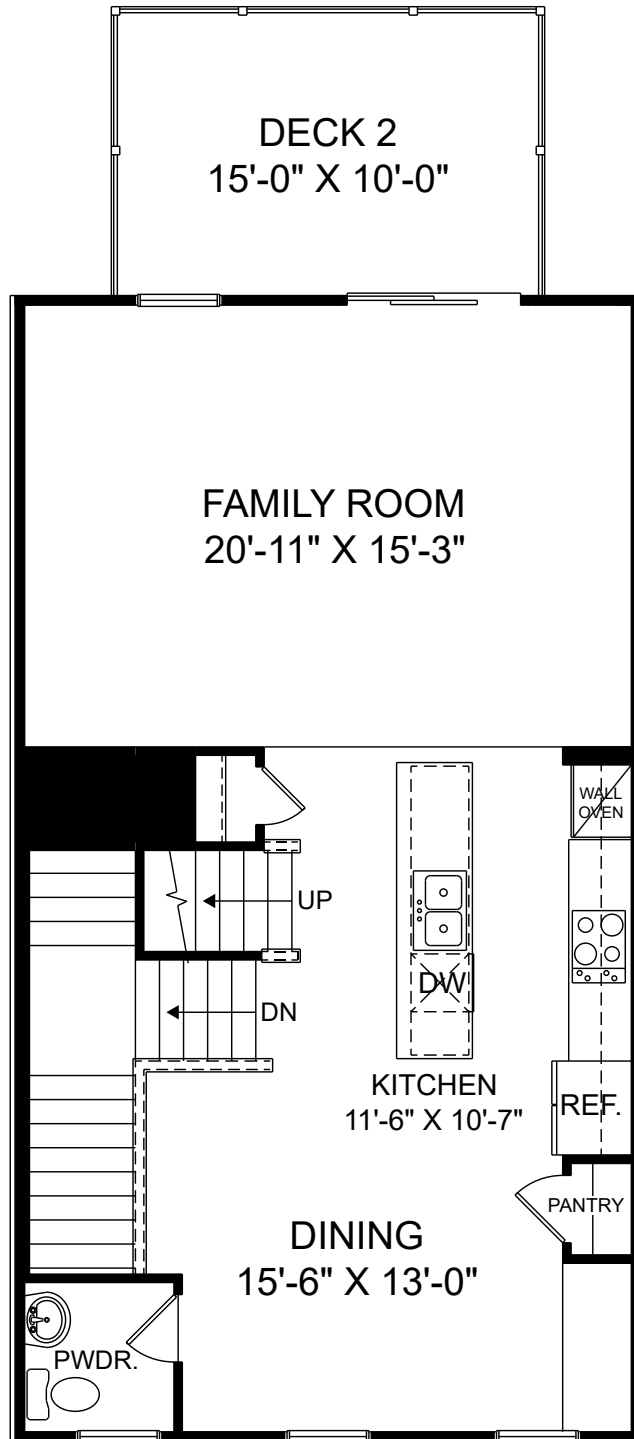 DECK 2
15'-0" X 10'-0"
FAMILY ROOM
20'-11" X 15'-3"
WALL
OVEN
UP
DW
DN
KITCHEN
11'-6" X 10'-7"
REF.
PANTRY
DINING
15'-6" X 13'-0"
PWDR.